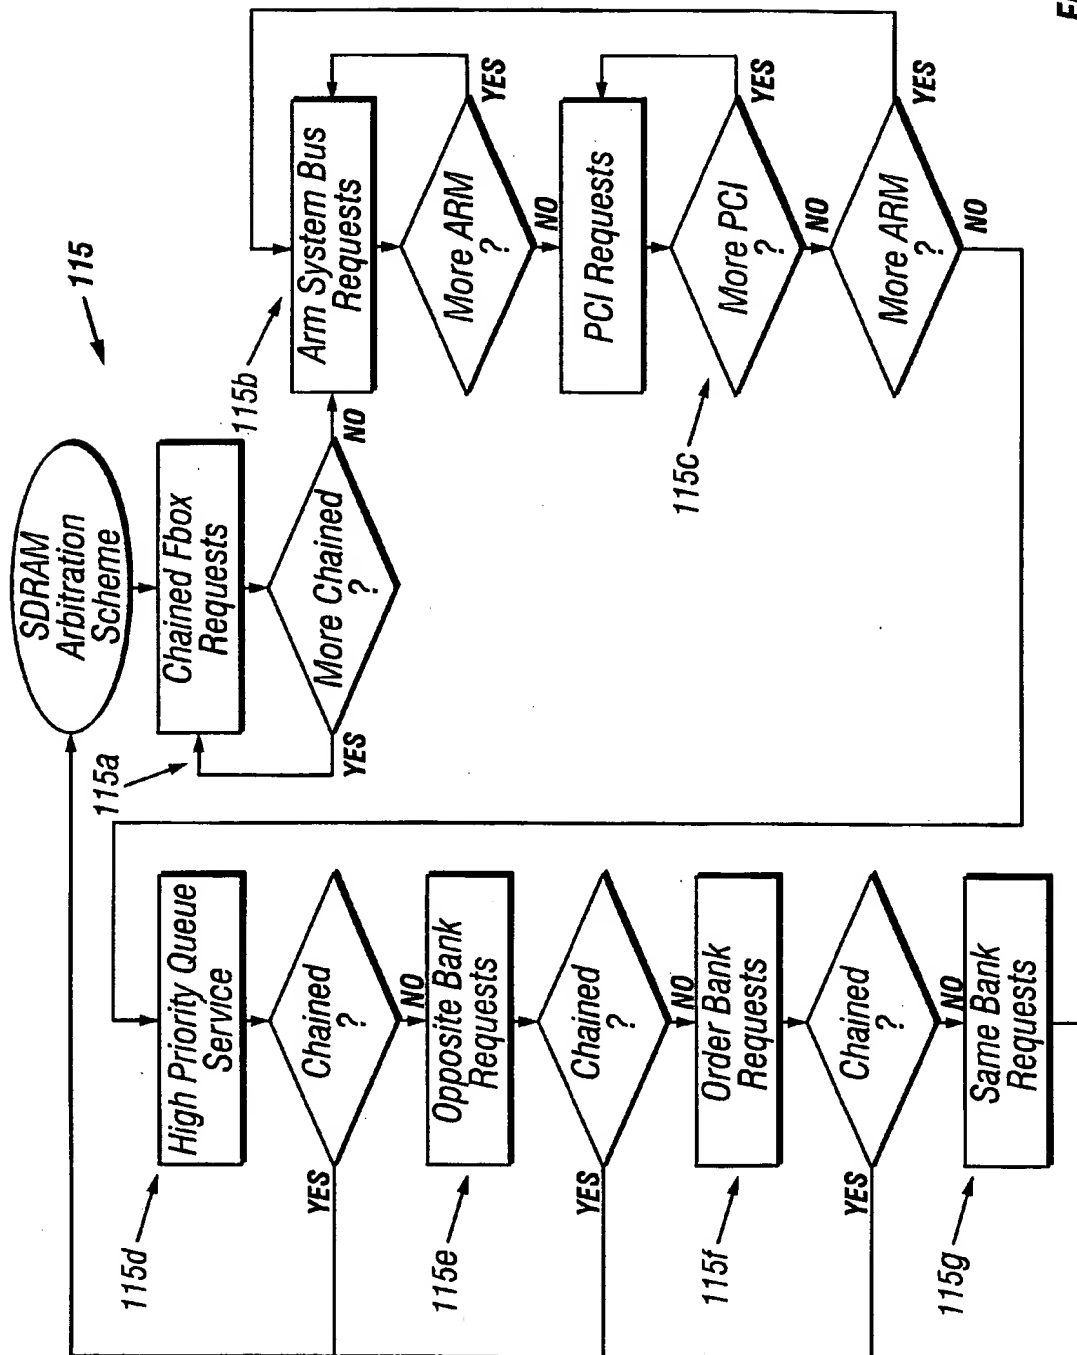 SDRAM
Arbitration
Scheme
115
115a
Chained Fbox
Requests
More Chained
?
YES
NO
115b
Arm System Bus
Requests
More ARM
?
YES
NO
PCI Requests
115c
More PCI
?
YES
NO
More ARM
?
YES
NO
115d
High Priority Queue
Service
Chained
?
YES
NO
115e
Opposite Bank
Requests
Chained
?
YES
NO
115f
Order Bank
Requests
Chained
?
YES
NO
115g
Same Bank
Requests